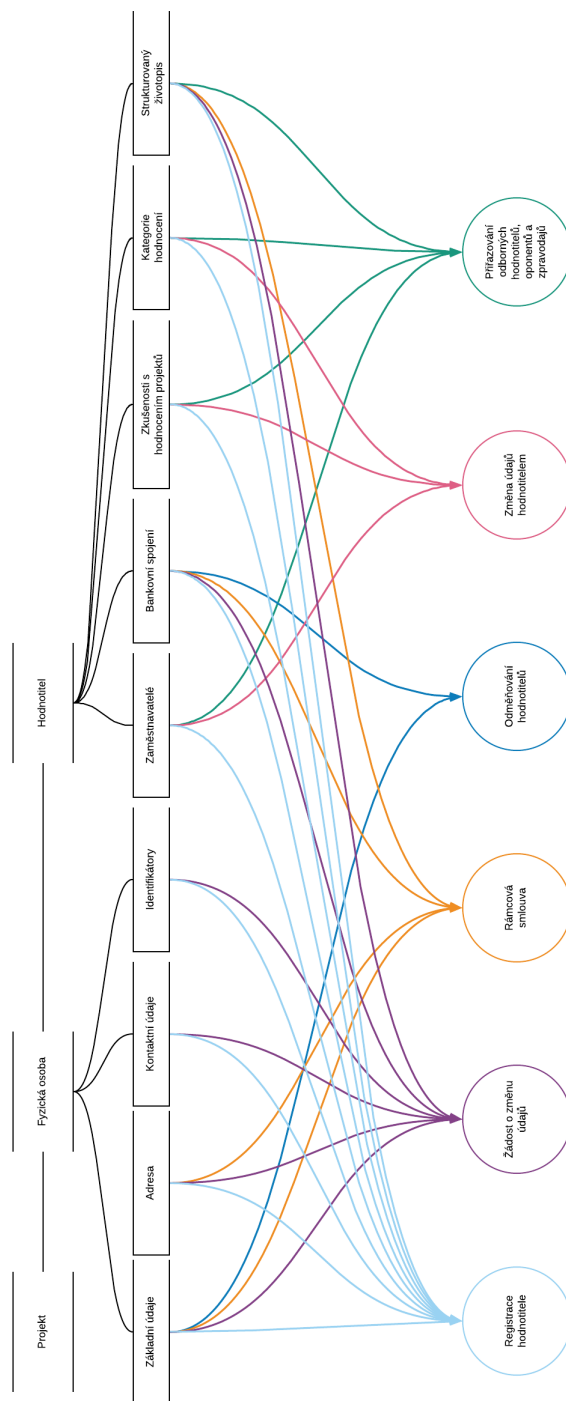 Strukturovaný
životopis
Kategorie
hodnocení
Zkušenosti s
hodnocením projektů
Bankovní spojení
Zaměstnavatelé
Identifikátory
Kontaktní údaje
Adresa
Základní údaje
Hodnotitel
Fyzická osoba
Projekt
Přiřazování
odborných
hodnotitelů,
oponentů a
zpravodajů
Změna údajů
hodnotitelem
Odměňování
hodnotitelů
Rámcová
smlouva
Žádost o změnu
údajů
Registrace
hodnotitele